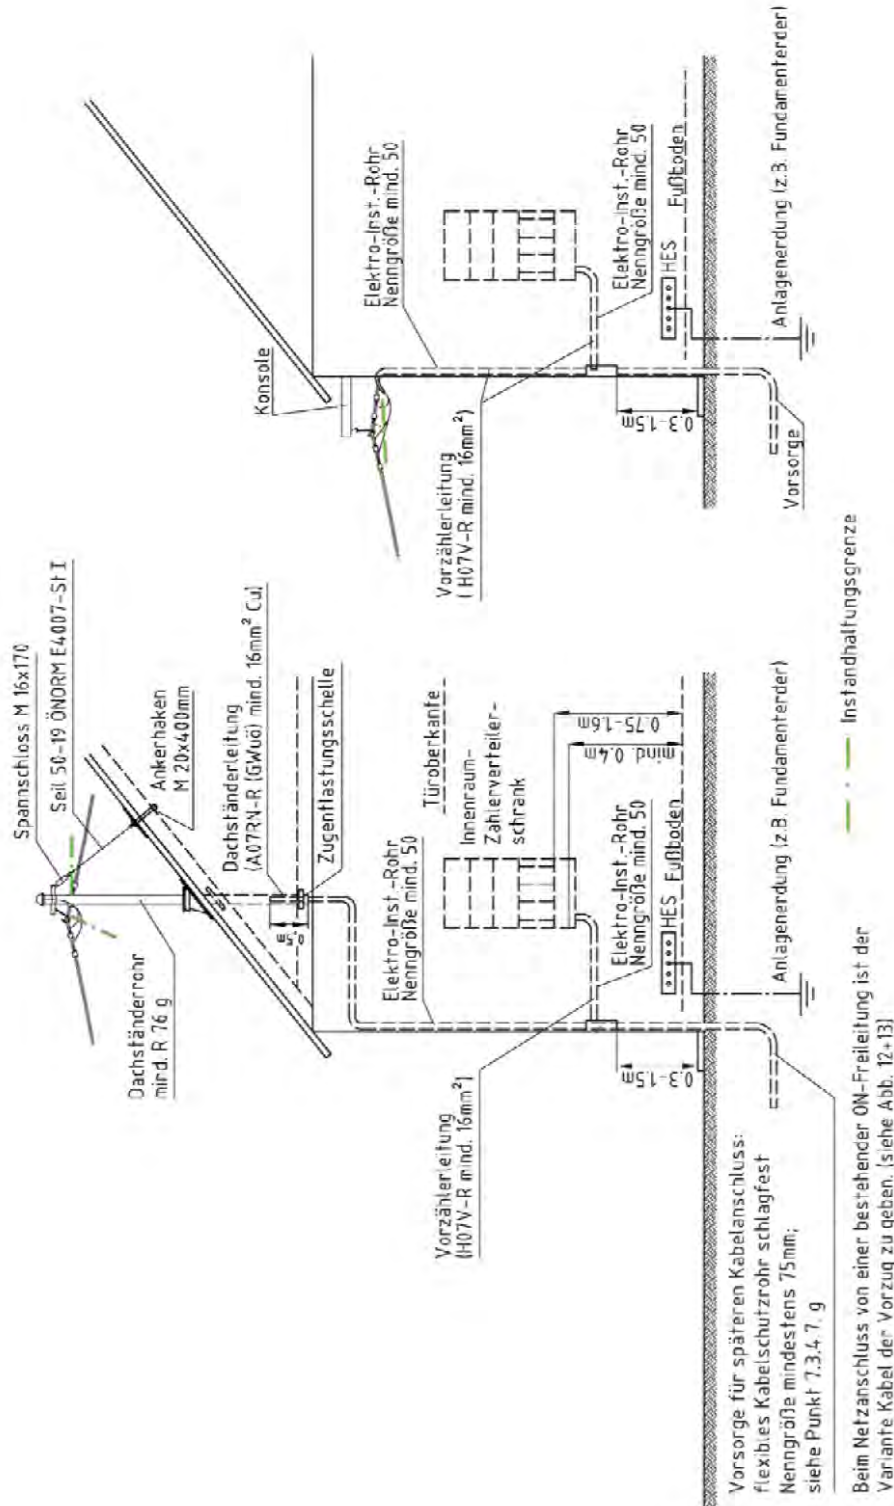 Spannschloss M 16x170
Seil 50-19 ÖNORM E4007-St I
Ankerhaken
M 20x400mm
Dachständerrohr
mind. R 76 g
Dachständerleitung
(A07RN-R (GWuö) mind. 16mm² Cu)
Zugentlastungsschelle
0.5m
Elektro-Inst.-Rohr
Nenngröße mind. 50
Türoberkante
Innenraum-
Zählerverteiler-
schrank
Vorzählerleitung
(H07V-R mind. 16mm²)
Elektro-Inst.-Rohr
Nenngröße mind. 50
mind. 0.4m
0.75-1.6m
0.3-1.5m
HES
Fußboden
Anlagenerdung (z.B. Fundamenterder)
Vorsorge für späteren Kabelanschluss:
flexibles Kabelschutzrohr schlagfest
Nenngröße mindestens 75mm;
siehe Punkt 7.3.4.7. g
Konsole
Elektro-Inst.-Rohr
Nenngröße mind. 50
Vorzählerleitung
( H07V-R mind. 16mm²)
Elektro-Inst.-Rohr
Nenngröße mind. 50
0.3-1.5m
HES
Fußboden
Anlagenerdung (z.B. Fundamenterder)
Vorsorge
Instandhaltungsgrenze
Beim Netzanschluss von einer bestehender ON-Freileitung ist der
Variante Kabel der Vorzug zu geben. (siehe Abb. 12+13)